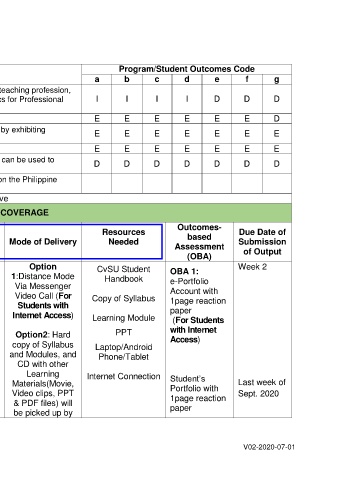 Program/Student Outcomes Code
a b c d e f g
teaching profession,
cs for Professional
I I I I D D D
E E E E E E D
by exhibiting
E E E E E E E
E E E E E E E
can be used to
D D D D D D D
on the Philippine
ve
COVERAGE
Mode of Delivery
Resources
Needed
Outcomes-
based
Assessment
(OBA)
Due Date of
Submission
of Output
Option
1:Distance Mode
Via Messenger
Video Call (For
Students with
Internet Access)
Option2: Hard
copy of Syllabus
and Modules, and
CD with other
Learning
Materials(Movie,
Video clips, PPT
& PDF files) will
be picked up by
CvSU Student
Handbook
Copy of Syllabus
Learning Module
PPT
Laptop/Android
Phone/Tablet
Internet Connection
OBA 1:
e-Portfolio
Account with
1page reaction
paper
(For Students
with Internet
Access)
Student's
Portfolio with
1page reaction
paper
Week 2
Last week of
Sept. 2020
V02-2020-07-01